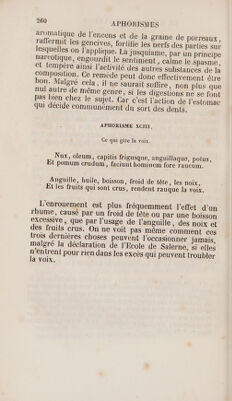 260
APHORISMES
aromatique de l'encens et de la graine de porreaux,
raffermit les gencives, fortifie les nerfs des parties sur
lesquelles on l'applique. La jusquiame, par un principe
narcotique, engourdit le sentiment, calme le spasme,
et tempère ainsi l'activité des autres substances de la
composition. Ce remède peut donc effectivement être
bon. Malgré cela, il ne saurait suffire, non plus que
nul autre de même genre, si les digestions ne se font
pas bien chez le sujet. Car c'est l'action de l'estomac
qui décide communément du sort des dents.
APHORISME XCIII.
Ce qui gâte la voix.
Nux, oleum, capitis frigusque, anguillaque, potus,
Et pomum crudum, faciunt hominem fore raucum.
Anguille, huile, boisson, froid de tête, les noix,
Et les fruits qui sont crus, rendent rauque la voix.
L'enrouement est plus fréquemment l'effet d'un
rhume, causé par un froid de tête ou par une boisson
excessive, que par l'usage de l'anguille, des noix et
des fruits crus. On ne voit pas même comment ces
trois dernières choses peuvent l'occasionner jamais,
malgré la déclaration de l'Ecole de Salerne, si elles
n'entrent pour rien dans les excès qui peuvent troubler
la voix.